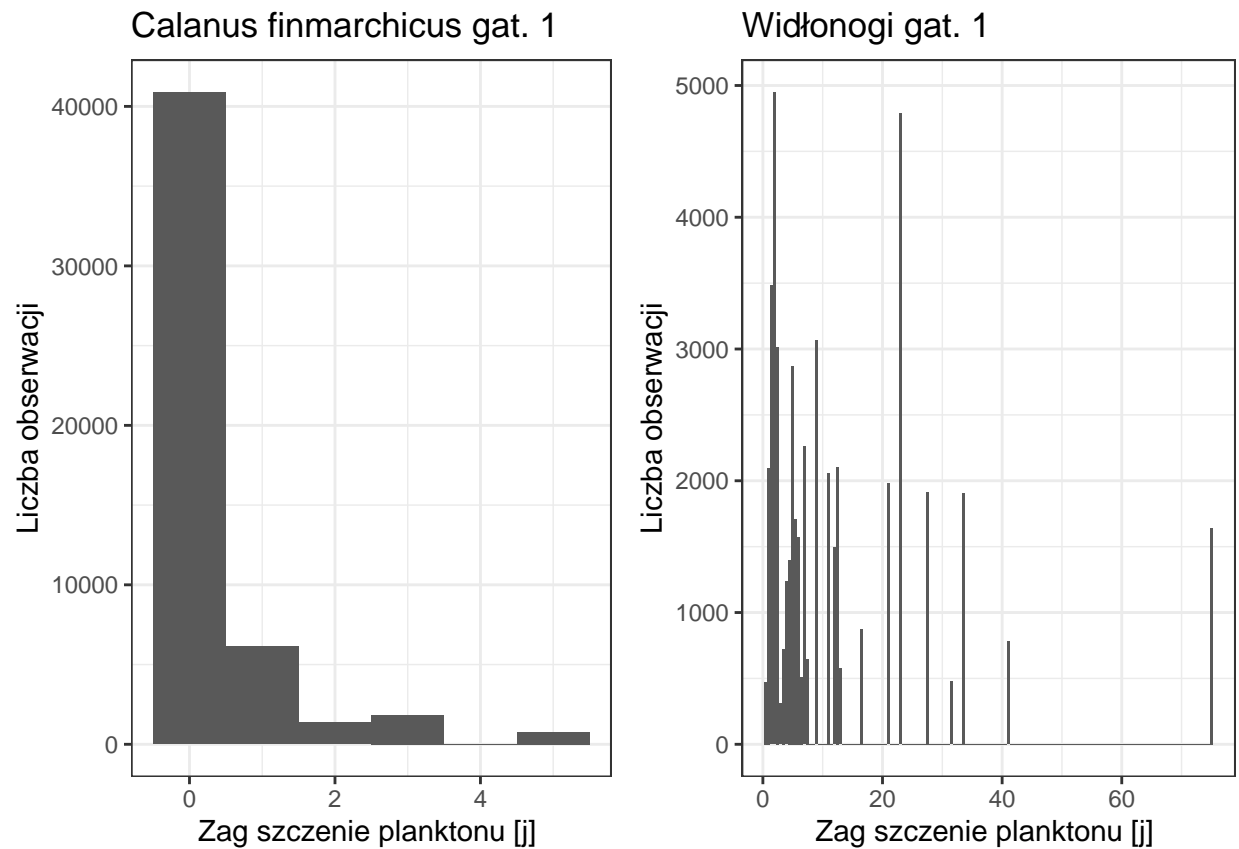 Calanus finmarchicus gat. 1
40000
30000
20000
10000
0
0 2 4
Liczba obserwacji
Zag szczenie planktonu [j]
Widłonogi gat. 1
5000
4000
3000
2000
1000
0
0 20 40 60
Liczba obserwacji
Zag szczenie planktonu [j]